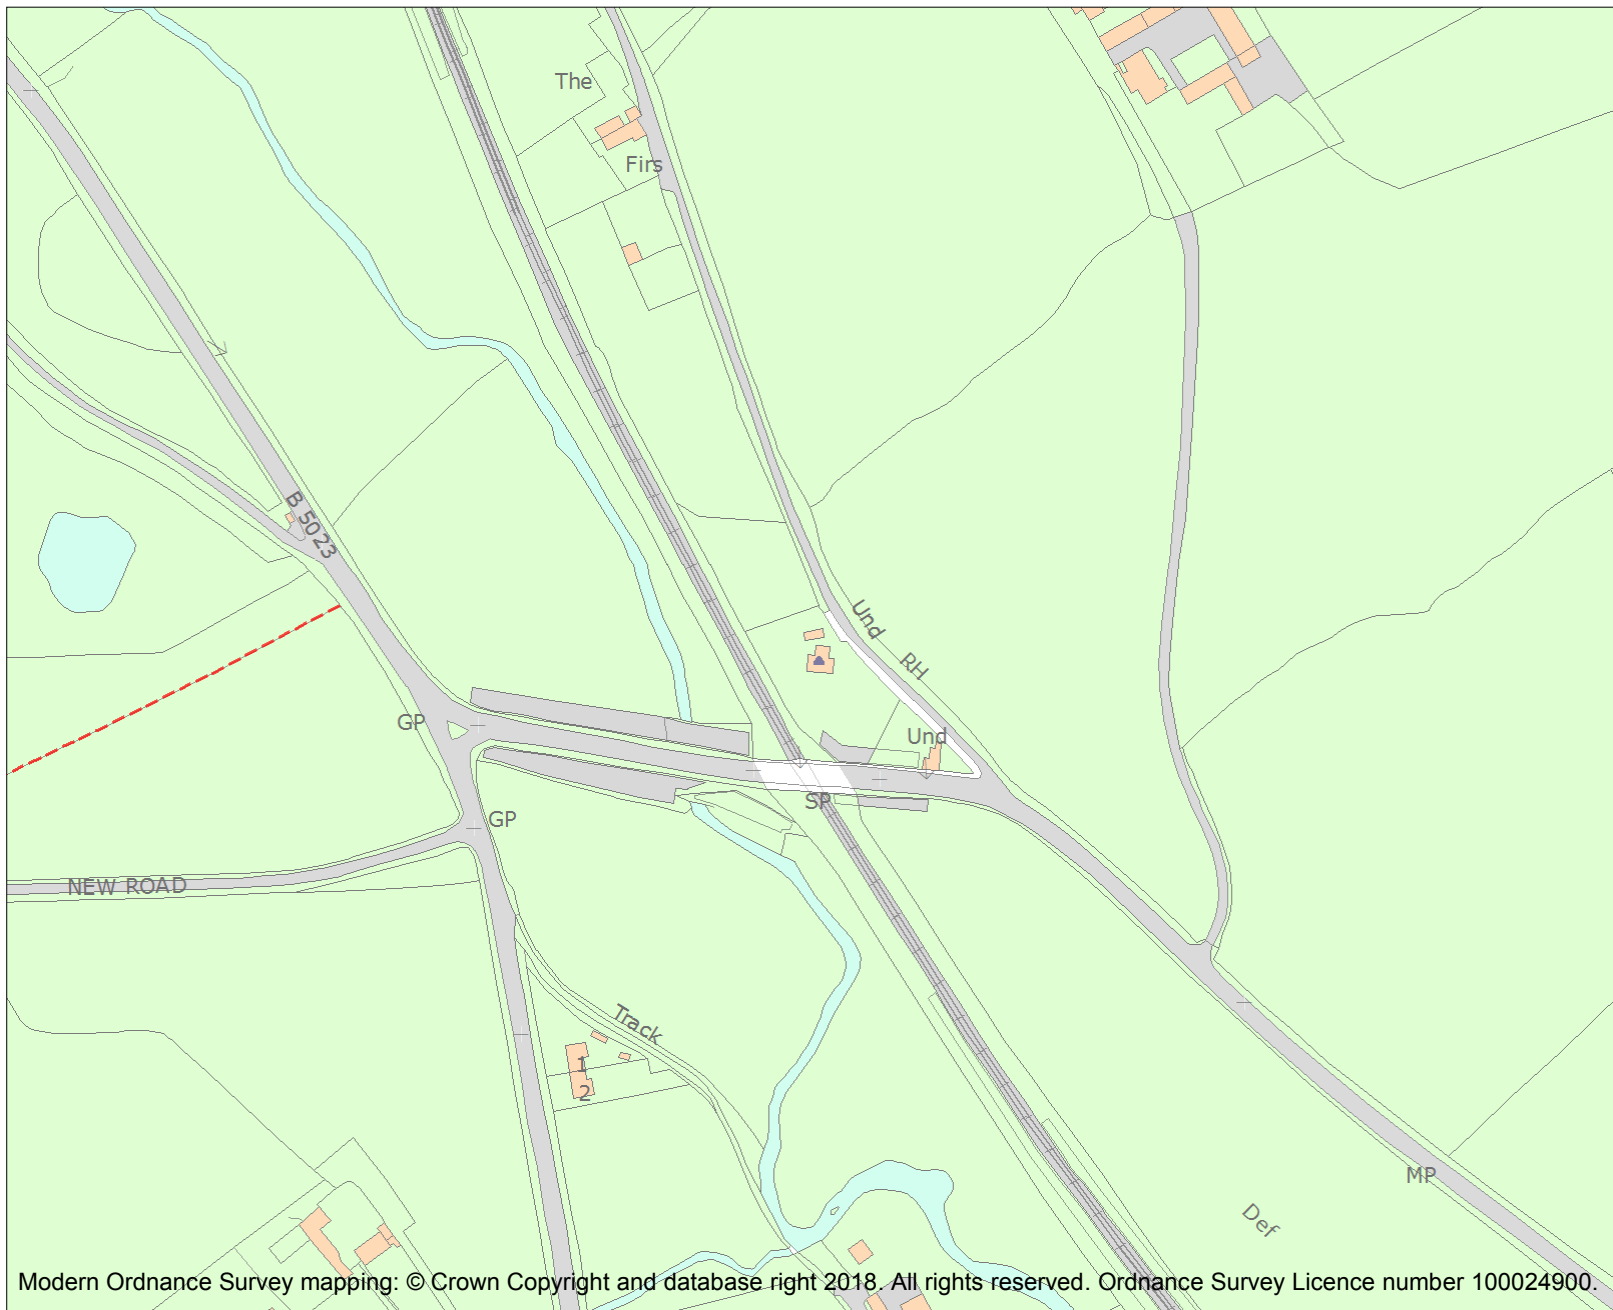 The
Firs
B 5023
Und
RH
GP
Und
SP
GP
NEW ROAD
Track
1
2
MP
Def
Modern Ordnance Survey mapping: © Crown Copyright and database right 2018. All rights reserved. Ordnance Survey Licence number 100024900.